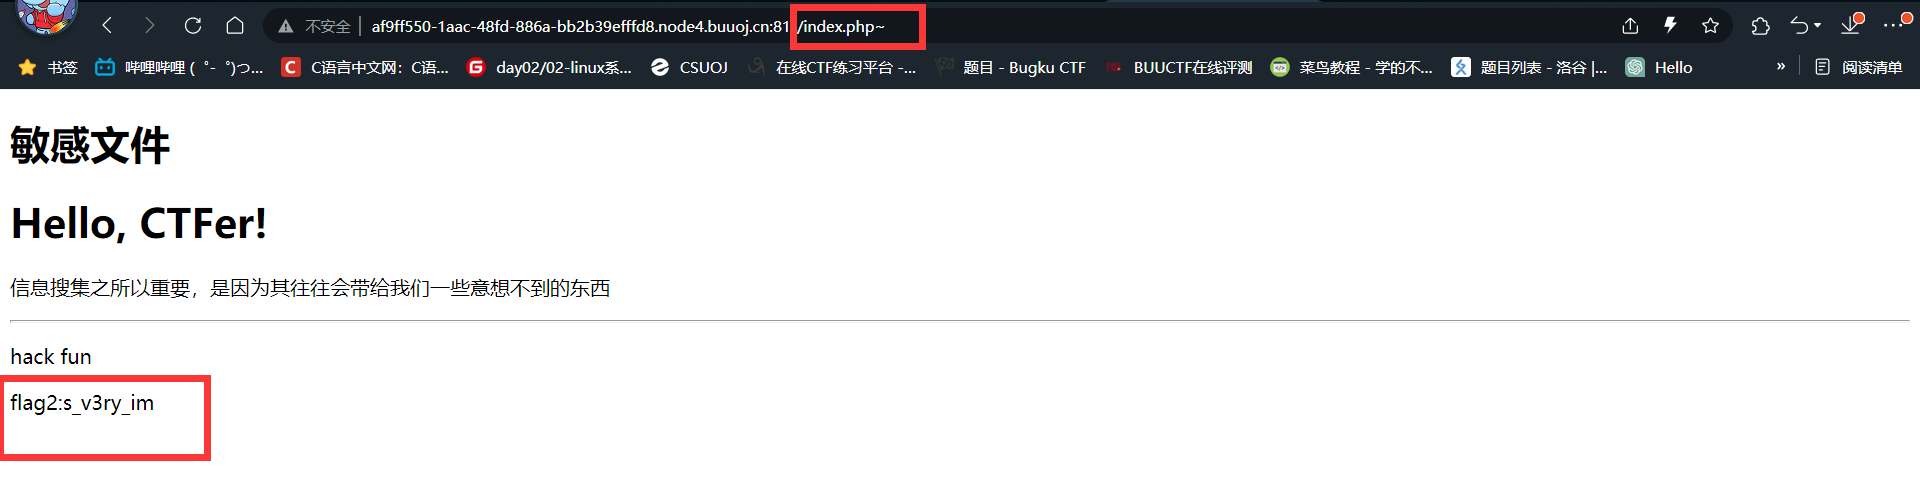 不安全 af9ff550-1aac-48fd-886a-bb2b39efffd8.node4.buuoj.cn:81/index.php~
书签 哔哩哔哩 ( ゜- ゜)つ... C语言中文网：C语... day02/02-linux系... CSUOJ 在线CTF练习平台 -... 题目 - Bugku CTF BUUCTF在线评测 菜鸟教程 - 学的不... 题目列表 - 洛谷 |... Hello » 阅读清单
敏感文件
Hello, CTFer!
信息搜集之所以重要，是因为其往往会带给我们一些意想不到的东西
hack fun
flag2:s_v3ry_im